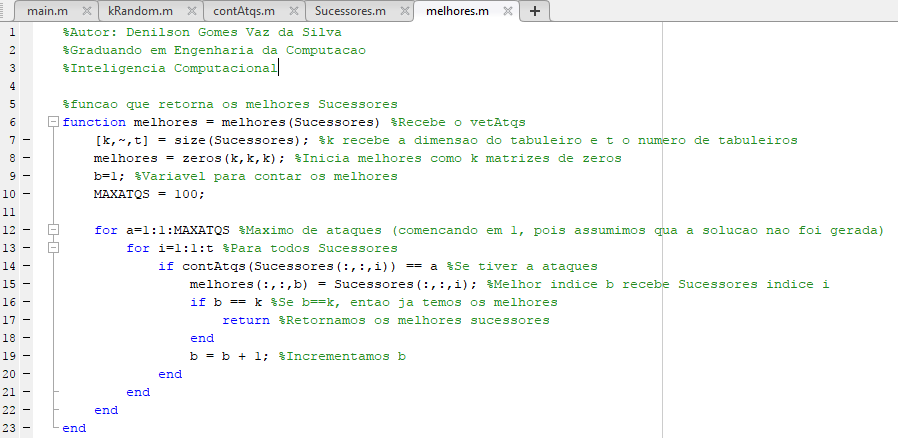 main.m kRandom.m contAtqs.m Sucessores.m melhores.m +
1 %Autor: Denilson Gomes Vaz da Silva
2 %Graduando em Engenharia da Computacao
3 %Inteligencia Computacional
4
5 %funcao que retorna os melhores Sucessores
6 function melhores = melhores(Sucessores) %Recebe o vetAtqs
7 [k,~,t] = size(Sucessores); %k recebe a dimensao do tabuleiro e t o numero de tabuleiros
8 melhores = zeros(k,k,k); %Inicia melhores como k matrizes de zeros
9 b=1; %Variavel para contar os melhores
10 MAXATQS = 100;
11
12 for a=1:1:MAXATQS %Maximo de ataques (comencando em 1, pois assumimos qua a solucao nao foi gerada)
13 for i=1:1:t %Para todos Sucessores
14 if contAtqs(Sucessores(:,:,i)) == a %Se tiver a ataques
15 melhores(:,:,b) = Sucessores(:,:,i); %Melhor indice b recebe Sucessores indice i
16 if b == k %Se b==k, entao ja temos os melhores
17 return %Retornamos os melhores sucessores
18 end
19 b = b + 1; %Incrementamos b
20 end
21 end
22 end
23 end